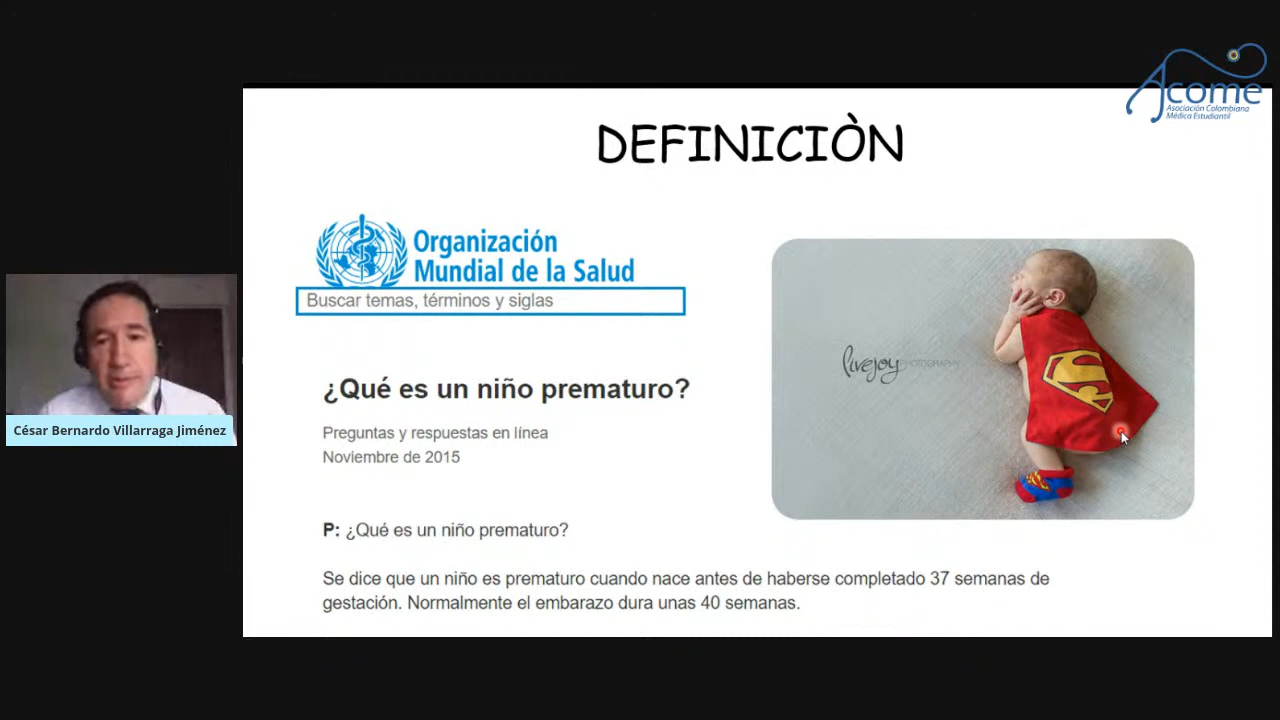 Acome
Asociación Colombiana
Médica Estudiantil
DEFINICIÒN
Organización
Mundial de la Salud
Buscar temas, términos y siglas
¿Qué es un niño prematuro?
Preguntas y respuestas en línea
Noviembre de 2015
P: ¿Qué es un niño prematuro?
Se dice que un niño es prematuro cuando nace antes de haberse completado 37 semanas de
gestación. Normalmente el embarazo dura unas 40 semanas.
livejoy PHOTOGRAPHY
S
César Bernardo Villarraga Jiménez